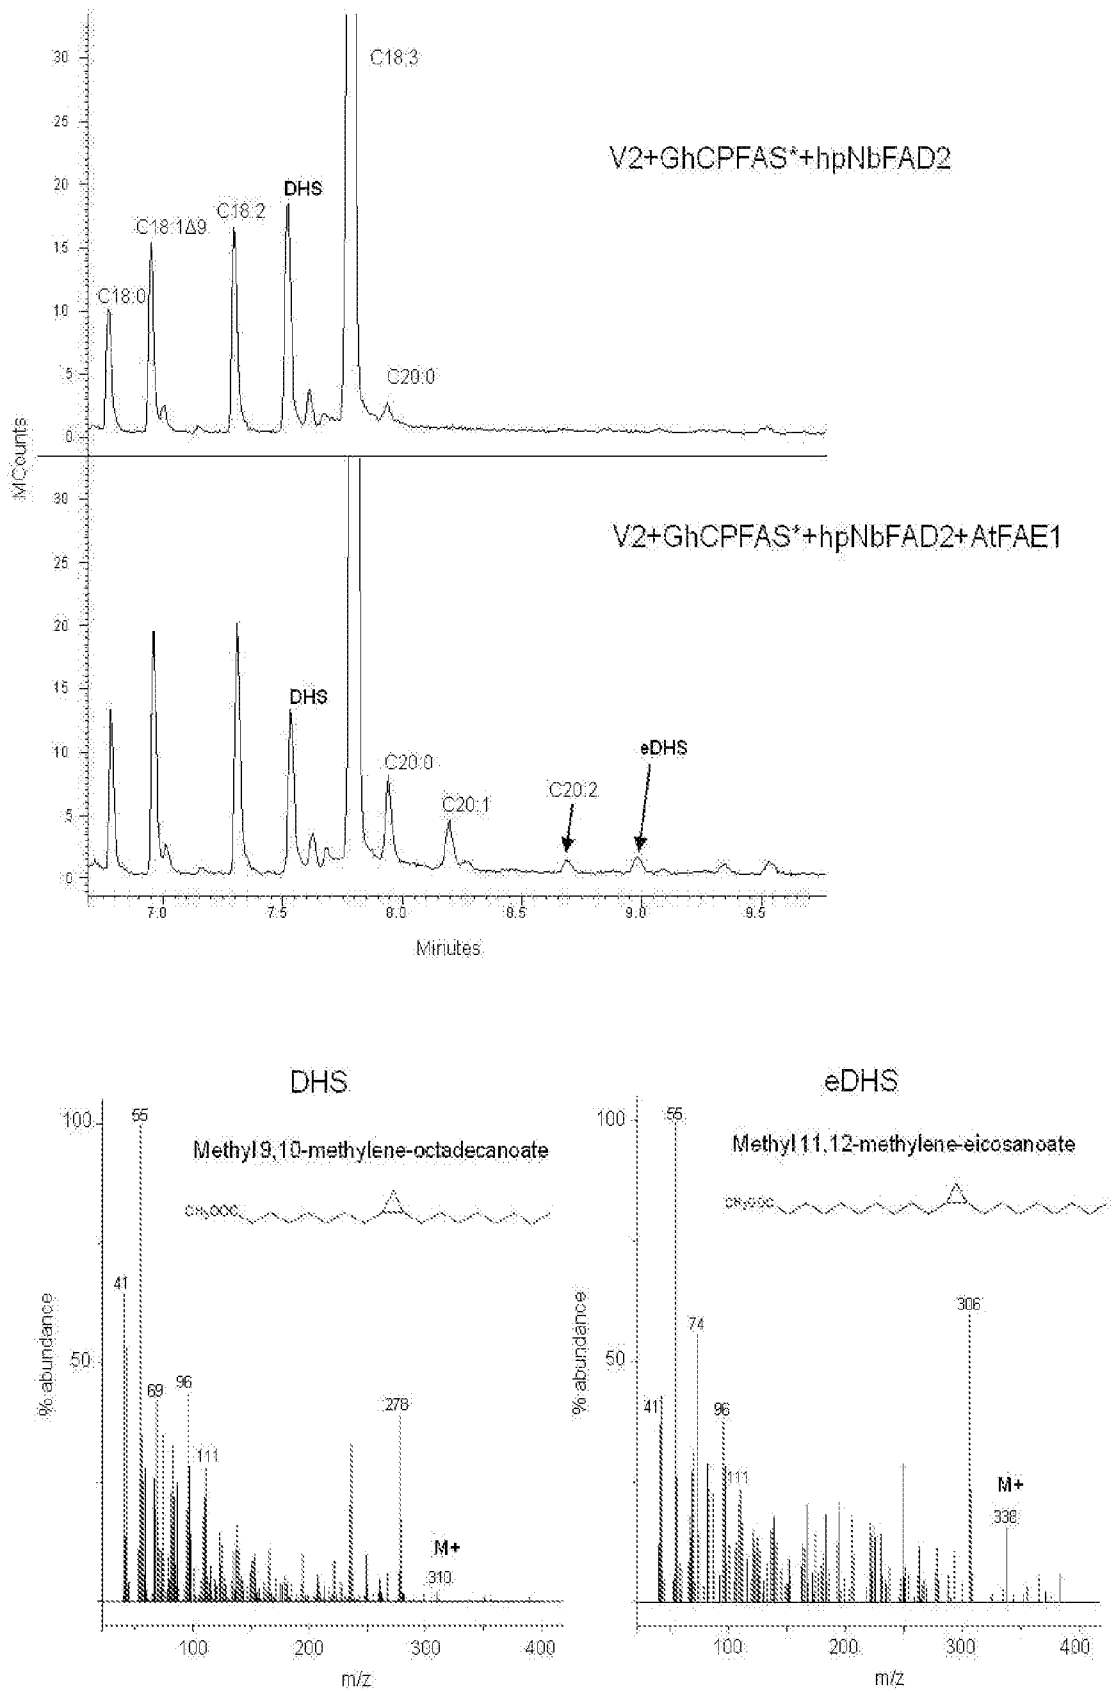 30
C18:3
25
V2+GhCPFAS*+hpNbFAD2
20
DHS
C18:2
C18:1Δ9
15
C18:0
10
C20:0
5
0
MCounts
30
V2+GhCPFAS*+hpNbFAD2+AtFAE1
25
20
15
DHS
eDHS
10
C20:0
C20:2
C20:1
5
0
7.0 7.5 8.0 8.5 9.0 9.5
Minutes
DHS
100
55
Methyl 9,10-methylene-octadecanoate
CH3OOC
41
50
69
96
278
111
M+
310
% abundance
100 200 300 400
m/z
eDHS
100
55
Methyl 11,12-methylene-eicosanoate
CH3OOC
306
74
50
41
96
111
M+
338
% abundance
100 200 300 400
m/z